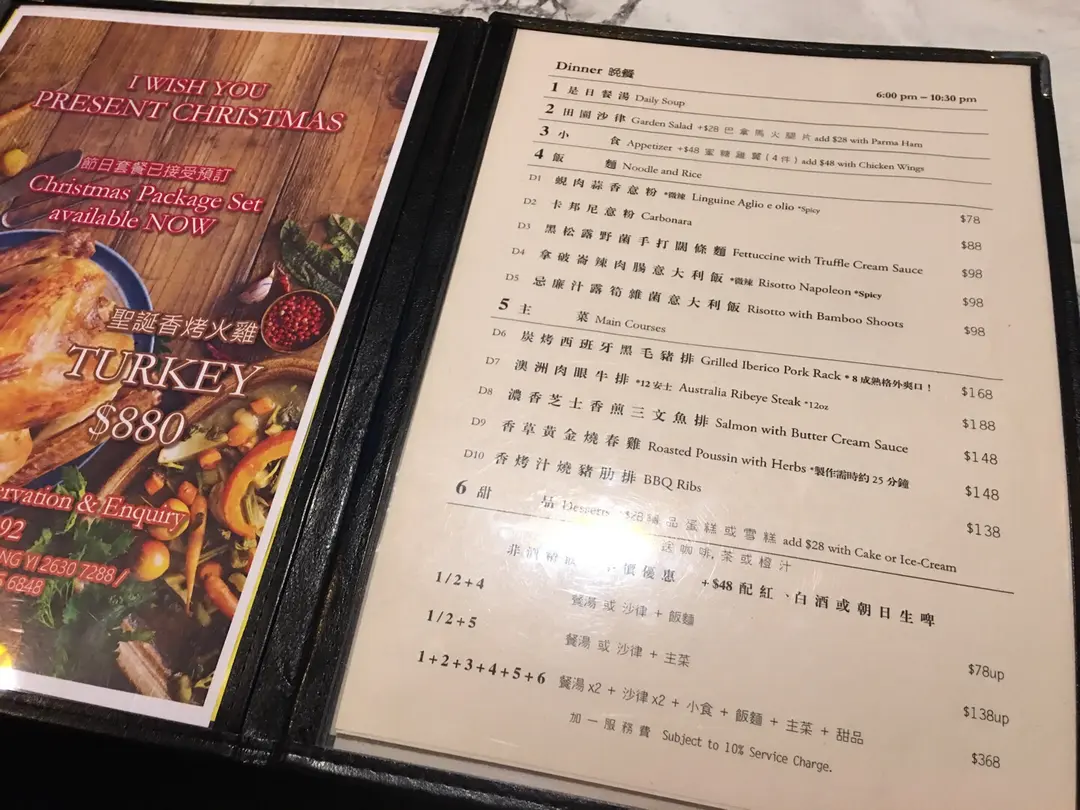 I WISH YOU
PRESENT CHRISTMAS
節日套餐已接受預訂
Christmas Package Set
available NOW
聖誕香烤火雞
TURKEY
$880
ervation & Enquiry
92
NG YI 2630 7288 /
6848
Dinner 晚餐 6:00 pm – 10:30 pm
1 是日餐湯 Daily Soup
2 田園沙律 Garden Salad +$28 巴拿馬火腿片 add $28 with Parma Ham
3 小食 Appetizer +$48 蜜糖雞翼(4件) add $48 with Chicken Wings
4 飯麵 Noodle and Rice
D1 蜆肉蒜香意粉 *微辣 Linguine Aglio e olio *Spicy $78
D2 卡邦尼意粉 Carbonara $88
D3 黑松露野菌手打闊條麵 Fettuccine with Truffle Cream Sauce $98
D4 拿破崙辣肉腸意大利飯 *微辣 Risotto Napoleon *Spicy $98
D5 忌廉汁露筍雜菌意大利飯 Risotto with Bamboo Shoots $98
5 主菜 Main Courses
D6 炭烤西班牙黑毛豬排 Grilled Iberico Pork Rack * 8成熟格外爽口! $168
D7 澳洲肉眼牛排 *12安士 Australia Ribeye Steak *12oz $188
D8 濃香芝士香煎三文魚排 Salmon with Butter Cream Sauce $148
D9 香草黃金燒春雞 Roasted Poussin with Herbs *製作需時約25分鐘 $148
D10 香烤汁燒豬肋排 BBQ Ribs $138
6 甜品 Desserts +$28 甜品蛋糕或雪糕 add $28 with Cake or Ice-Cream
送咖啡,茶或橙汁
非酒精飲 價優惠 +$48 配紅、白酒或朝日生啤
1/2+4 餐湯 或 沙律 + 飯麵 $78up
1/2+5 餐湯 或 沙律 + 主菜 $138up
1+2+3+4+5+6 餐湯x2 + 沙律x2 + 小食 + 飯麵 + 主菜 + 甜品 $368
加一服務費 Subject to 10% Service Charge.